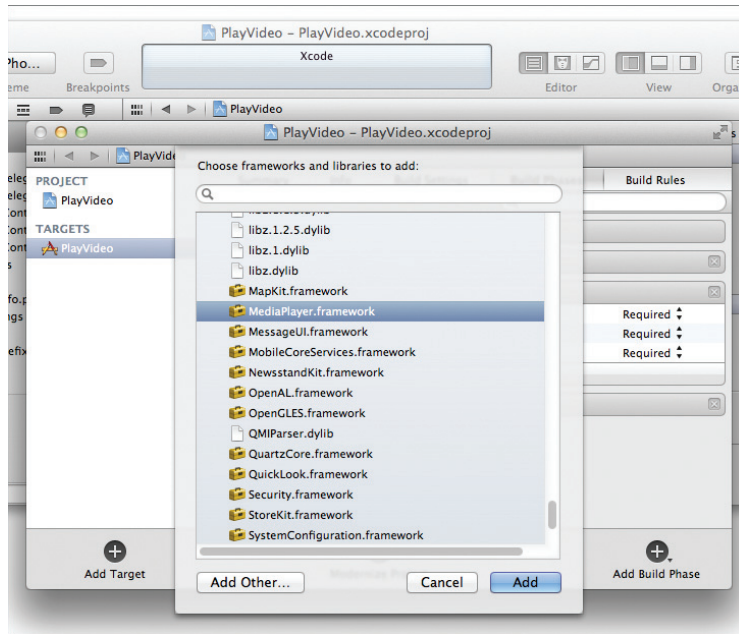 PlayVideo – PlayVideo.xcodeproj
Pho...
Xcode
eme
Breakpoints
Editor
View
Orga
PlayVideo
PlayVideo – PlayVideo.xcodeproj
PlayVide
Choose frameworks and libraries to add:
Build Rules
PROJECT
PlayVideo
TARGETS
PlayVideo
libz.1.2.5.dylib
libz.1.dylib
libz.dylib
MapKit.framework
MediaPlayer.framework
Required
MessageUI.framework
Required
MobileCoreServices.framework
Required
NewsstandKit.framework
OpenAL.framework
OpenGLES.framework
QMIParser.dylib
QuartzCore.framework
QuickLook.framework
Security.framework
StoreKit.framework
SystemConfiguration.framework
Add Target
Add Other...
Cancel
Add
Add Build Phase